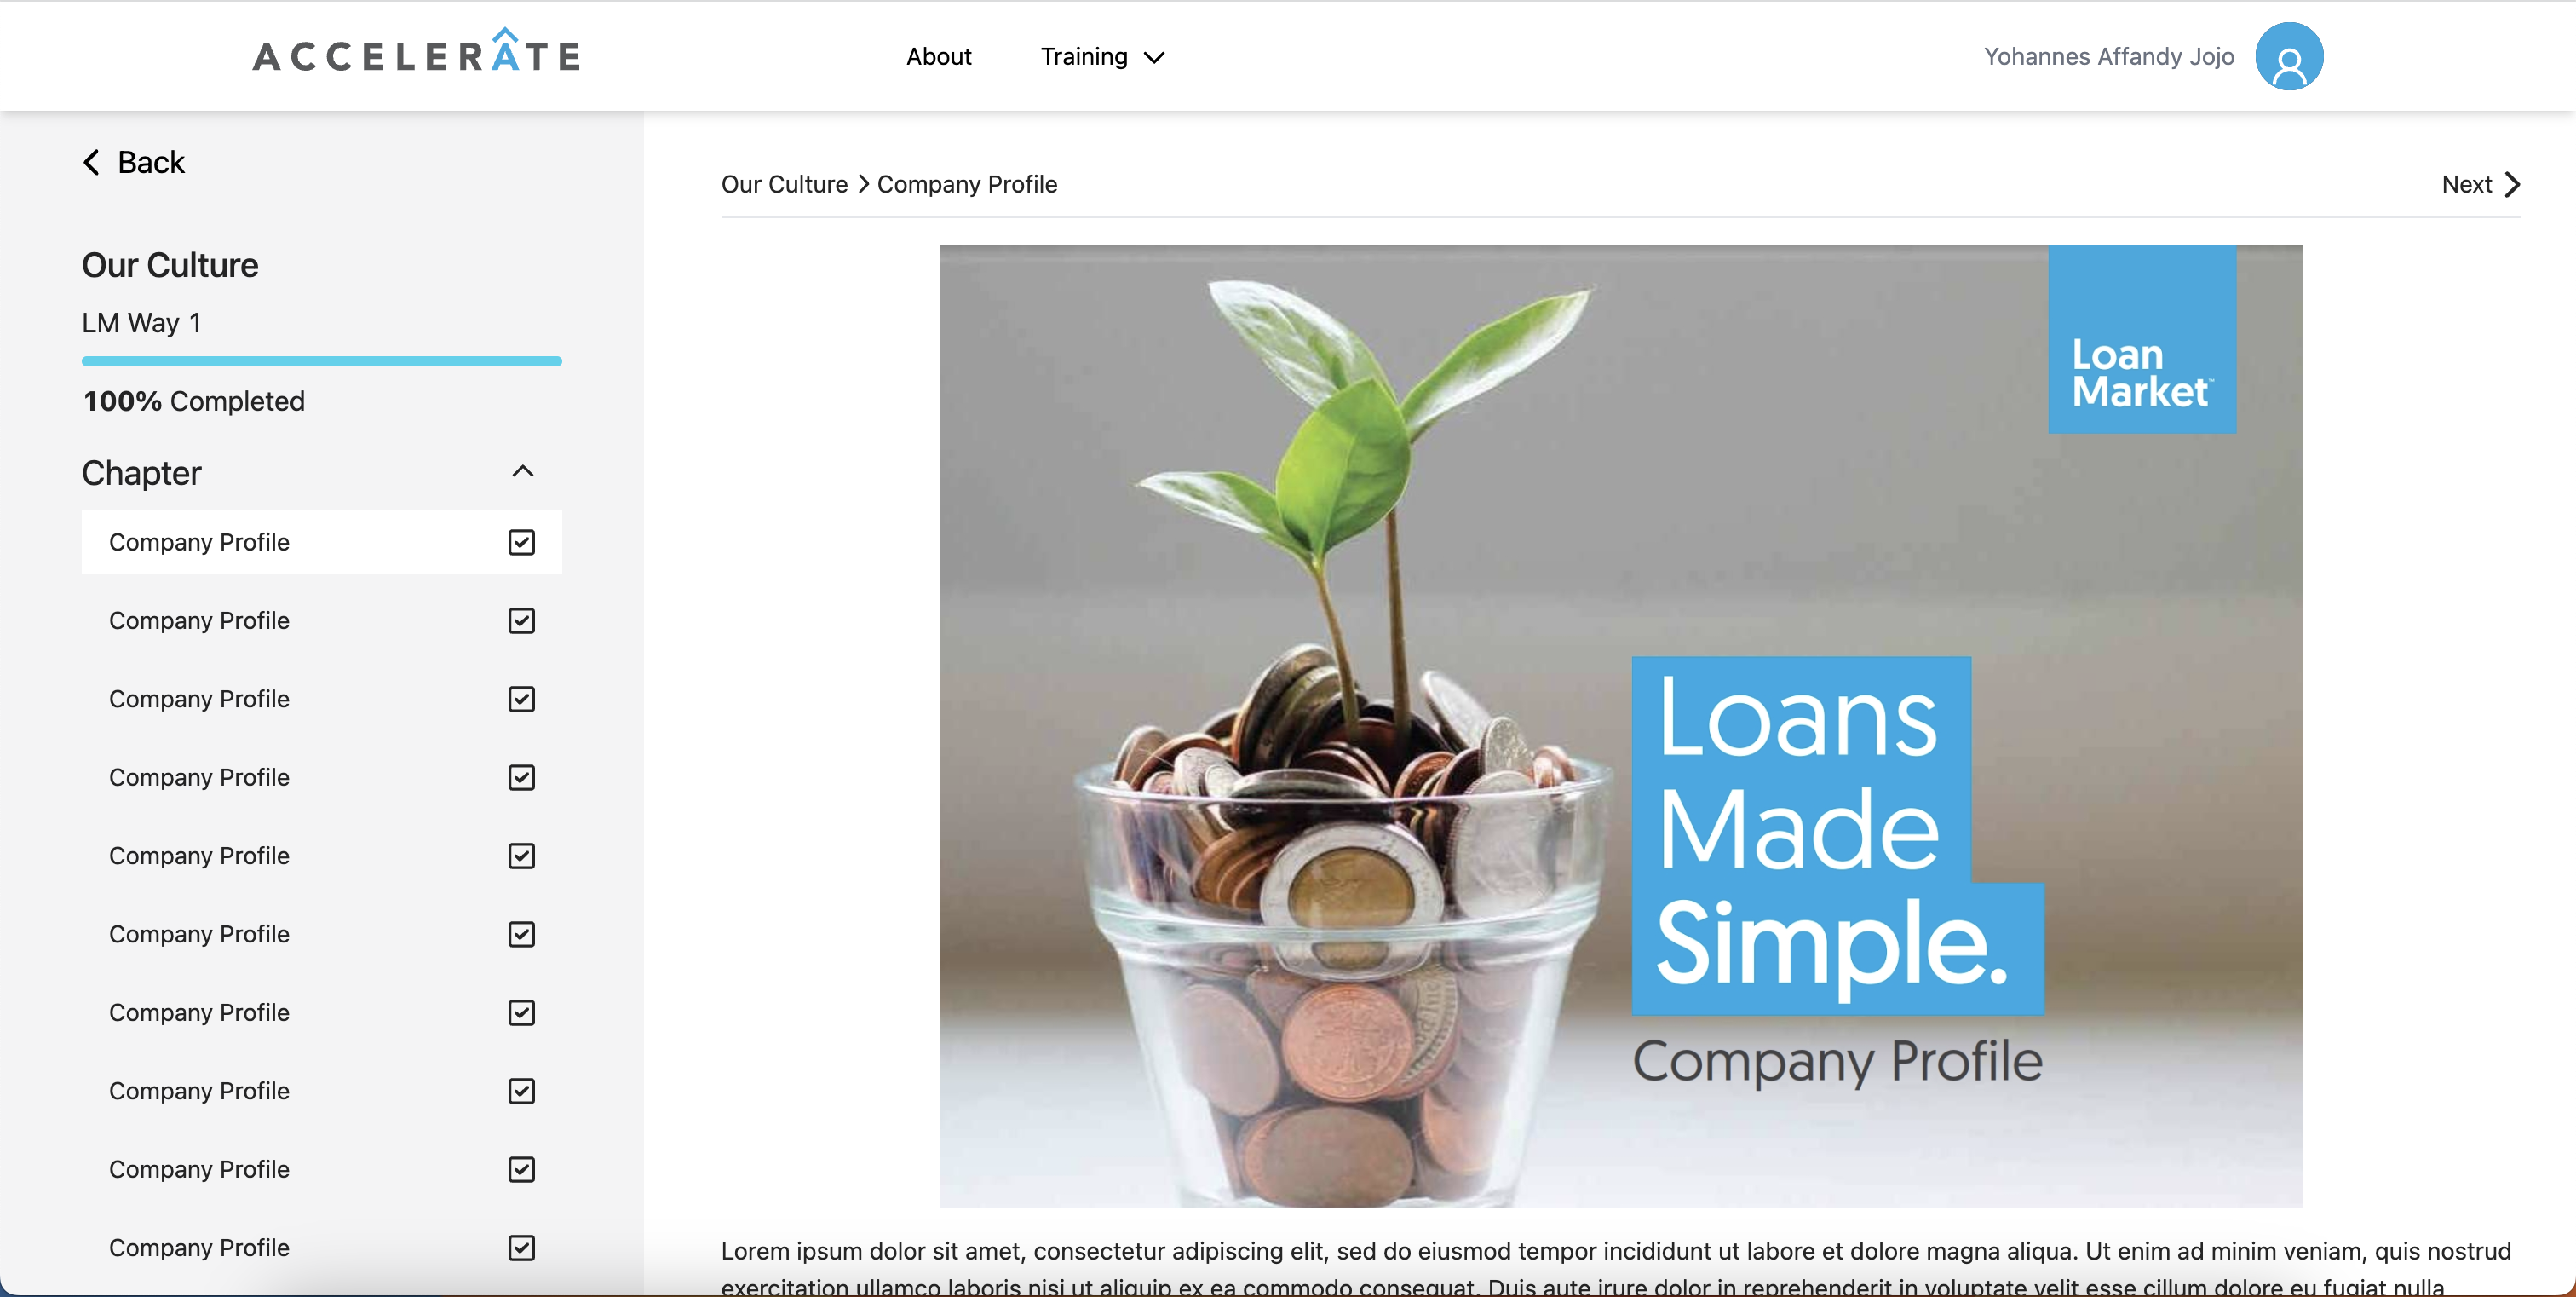 ACCELERATE
About
Training
Yohannes Affandy Jojo
Back
Our Culture
LM Way 1
100% Completed
Chapter
Company Profile
Company Profile
Company Profile
Company Profile
Company Profile
Company Profile
Company Profile
Company Profile
Company Profile
Company Profile
Our Culture > Company Profile
Next
Loan
Market™
Loans
Made
Simple.
Company Profile
Lorem ipsum dolor sit amet, consectetur adipiscing elit, sed do eiusmod tempor incididunt ut labore et dolore magna aliqua. Ut enim ad minim veniam, quis nostrud
exercitation ullamco laboris nisi ut aliquip ex ea commodo consequat. Duis aute irure dolor in reprehenderit in voluptate velit esse cillum dolore eu fugiat nulla